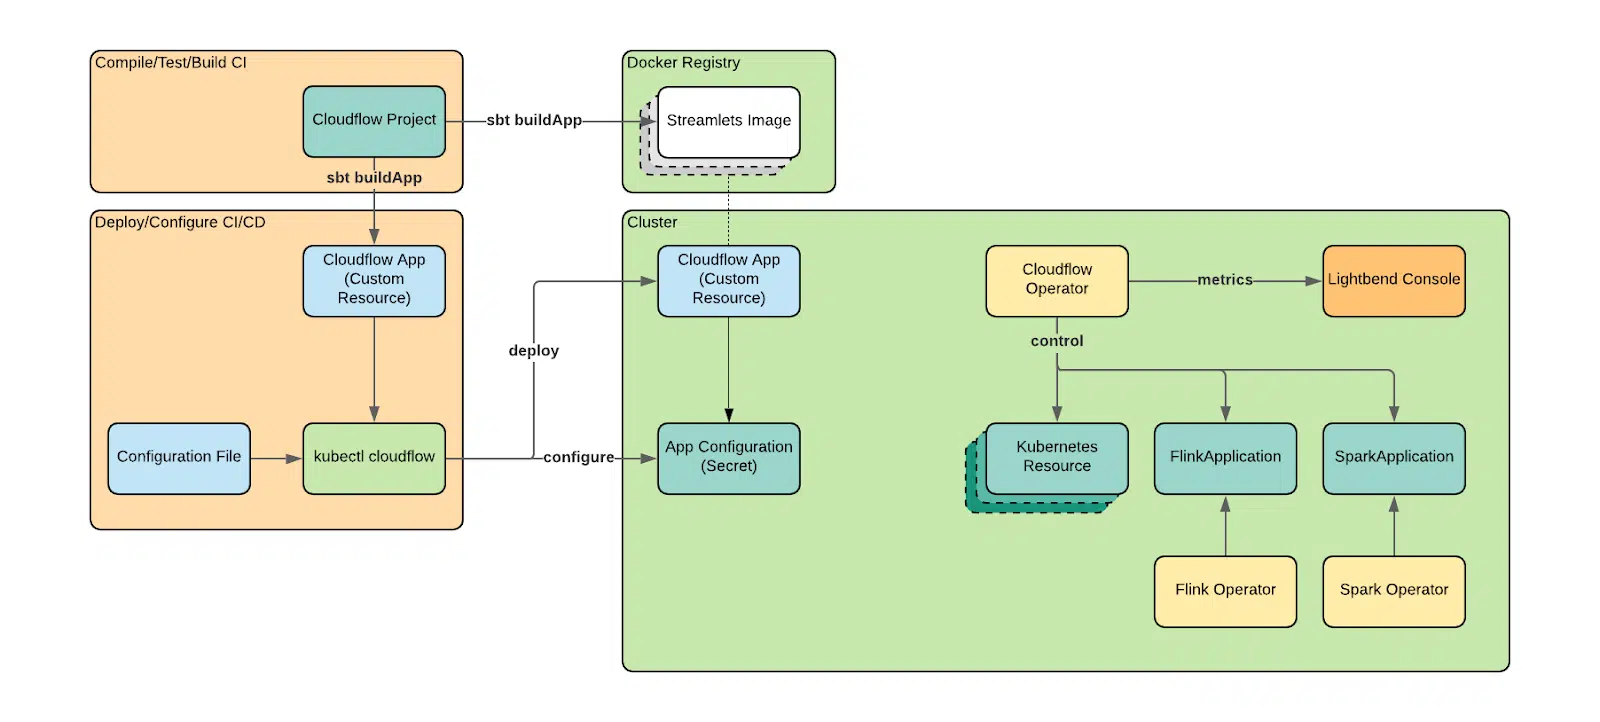 Compile/Test/Build CI
Cloudflow Project
sbt buildApp
sbt buildApp
Docker Registry
Streamlets Image
Deploy/Configure CI/CD
Cloudflow App
(Custom
Resource)
Configuration File
kubectl cloudflow
deploy
configure
Cluster
Cloudflow App
(Custom
Resource)
App Configuration
(Secret)
Cloudflow
Operator
metrics
Lightbend Console
control
Kubernetes
Resource
FlinkApplication
SparkApplication
Flink Operator
Spark Operator